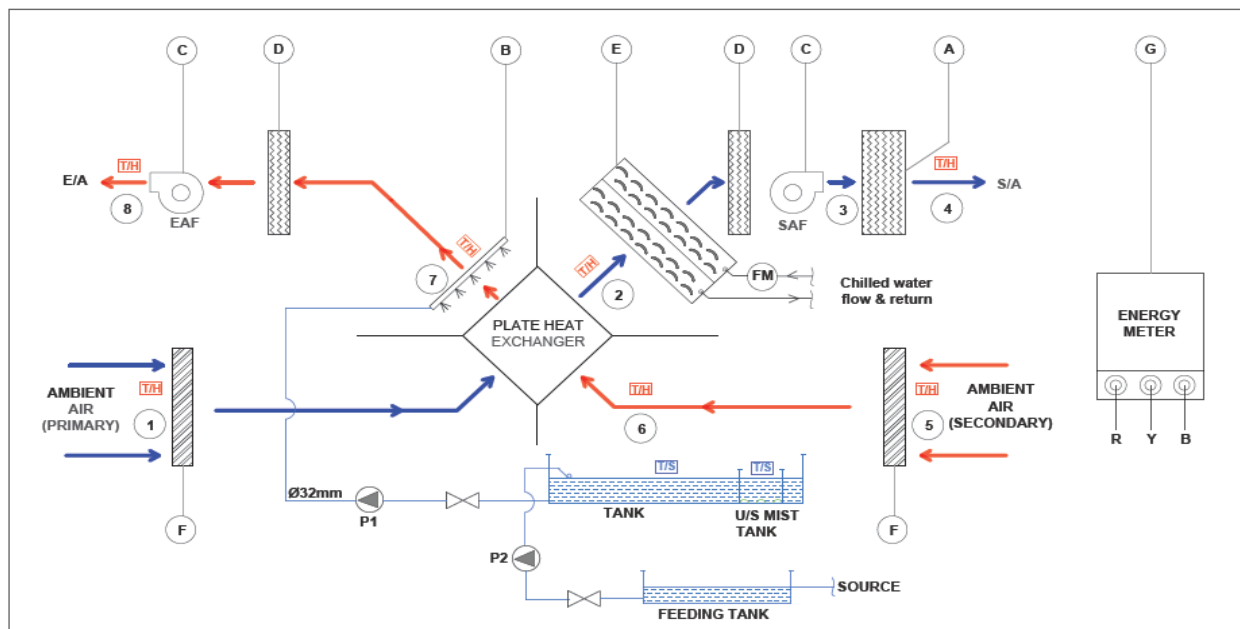 C
D
B
E
D
C
A
G
T/H
E/A
8
EAF
T/H
7
T/H
2
SAF
3
T/H
4
S/A
FM
Chilled water
flow & return
PLATE HEAT
EXCHANGER
ENERGY
METER
R Y B
AMBIENT
AIR
(PRIMARY)
T/H
1
6
T/H
5
AMBIENT
AIR
(SECONDARY)
F
F
Ø32mm
P1
T/S
T/S
TANK
U/S MIST
TANK
P2
SOURCE
FEEDING TANK